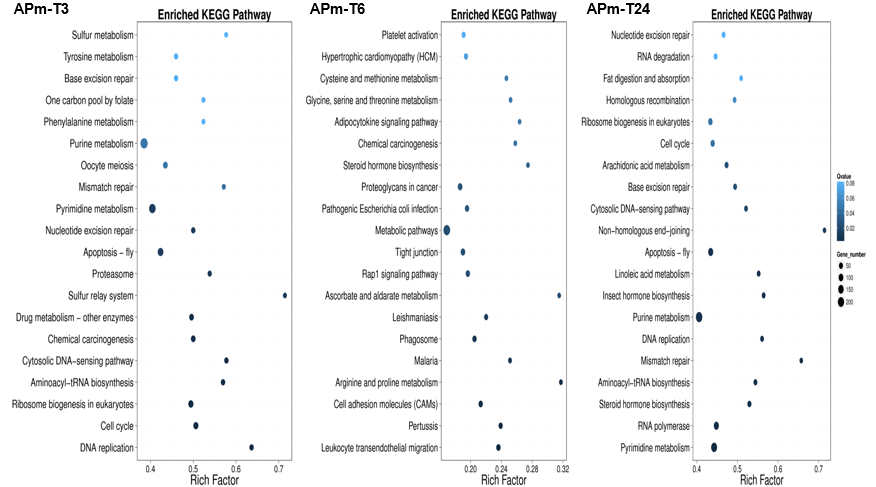 APm-T3
Enriched KEGG Pathway
Sulfur metabolism
Tyrosine metabolism
Base excision repair
One carbon pool by folate
Phenylalanine metabolism
Purine metabolism
Oocyte meiosis
Mismatch repair
Pyrimidine metabolism
Nucleotide excision repair
Apoptosis – fly
Proteasome
Sulfur relay system
Drug metabolism – other enzymes
Chemical carcinogenesis
Cytosolic DNA–sensing pathway
Aminoacyl–tRNA biosynthesis
Ribosome biogenesis in eukaryotes
Cell cycle
DNA replication
0.4 0.5 0.6 0.7
Rich Factor
APm-T6
Enriched KEGG Pathway
Platelet activation
Hypertrophic cardiomyopathy (HCM)
Cysteine and methionine metabolism
Glycine, serine and threonine metabolism
Adipocytokine signaling pathway
Chemical carcinogenesis
Steroid hormone biosynthesis
Proteoglycans in cancer
Pathogenic Escherichia coli infection
Metabolic pathways
Tight junction
Rap1 signaling pathway
Ascorbate and aldarate metabolism
Leishmaniasis
Phagosome
Malaria
Arginine and proline metabolism
Cell adhesion molecules (CAMs)
Pertussis
Leukocyte transendothelial migration
0.20 0.24 0.28 0.32
Rich Factor
APm-T24
Enriched KEGG Pathway
Nucleotide excision repair
RNA degradation
Fat digestion and absorption
Homologous recombination
Ribosome biogenesis in eukaryotes
Cell cycle
Arachidonic acid metabolism
Base excision repair
Cytosolic DNA–sensing pathway
Non–homologous end–joining
Apoptosis – fly
Linoleic acid metabolism
Insect hormone biosynthesis
Purine metabolism
DNA replication
Mismatch repair
Aminoacyl–tRNA biosynthesis
Steroid hormone biosynthesis
RNA polymerase
Pyrimidine metabolism
0.4 0.5 0.6 0.7
Rich Factor
Qvalue
0.08
0.06
0.04
0.02
Gene_number
50
100
150
200